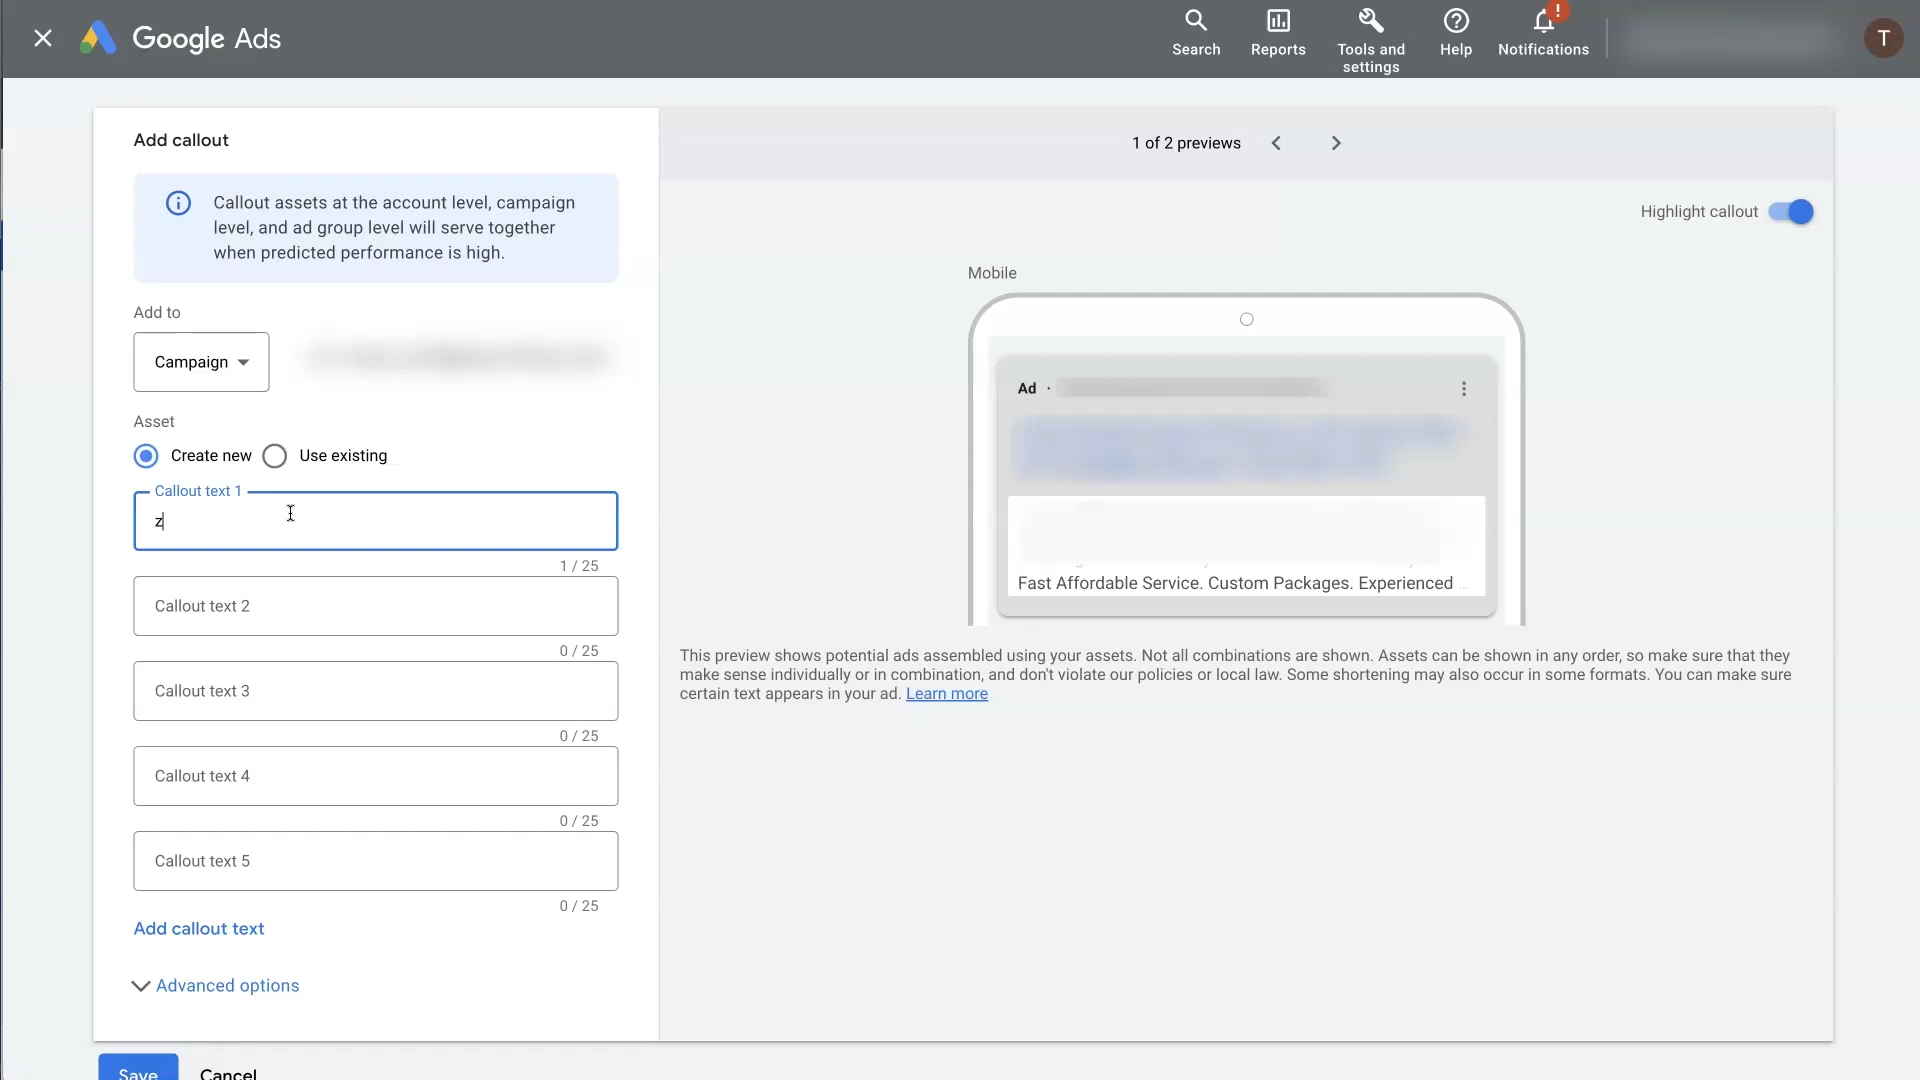 Google Ads
Search
Reports
Tools and
settings
Help
!
Notifications
T
Add callout
Callout assets at the account level, campaign
level, and ad group level will serve together
when predicted performance is high.
Add to
Campaign
Asset
Create new
Use existing
Callout text 1
z
1 / 25
Callout text 2
0 / 25
Callout text 3
0 / 25
Callout text 4
0 / 25
Callout text 5
0 / 25
Add callout text
Advanced options
Save
Cancel
1 of 2 previews
Highlight callout
Mobile
Ad ·
Fast Affordable Service. Custom Packages. Experienced ...
This preview shows potential ads assembled using your assets. Not all combinations are shown. Assets can be shown in any order, so make sure that they
make sense individually or in combination, and don't violate our policies or local law. Some shortening may also occur in some formats. You can make sure
certain text appears in your ad. Learn more